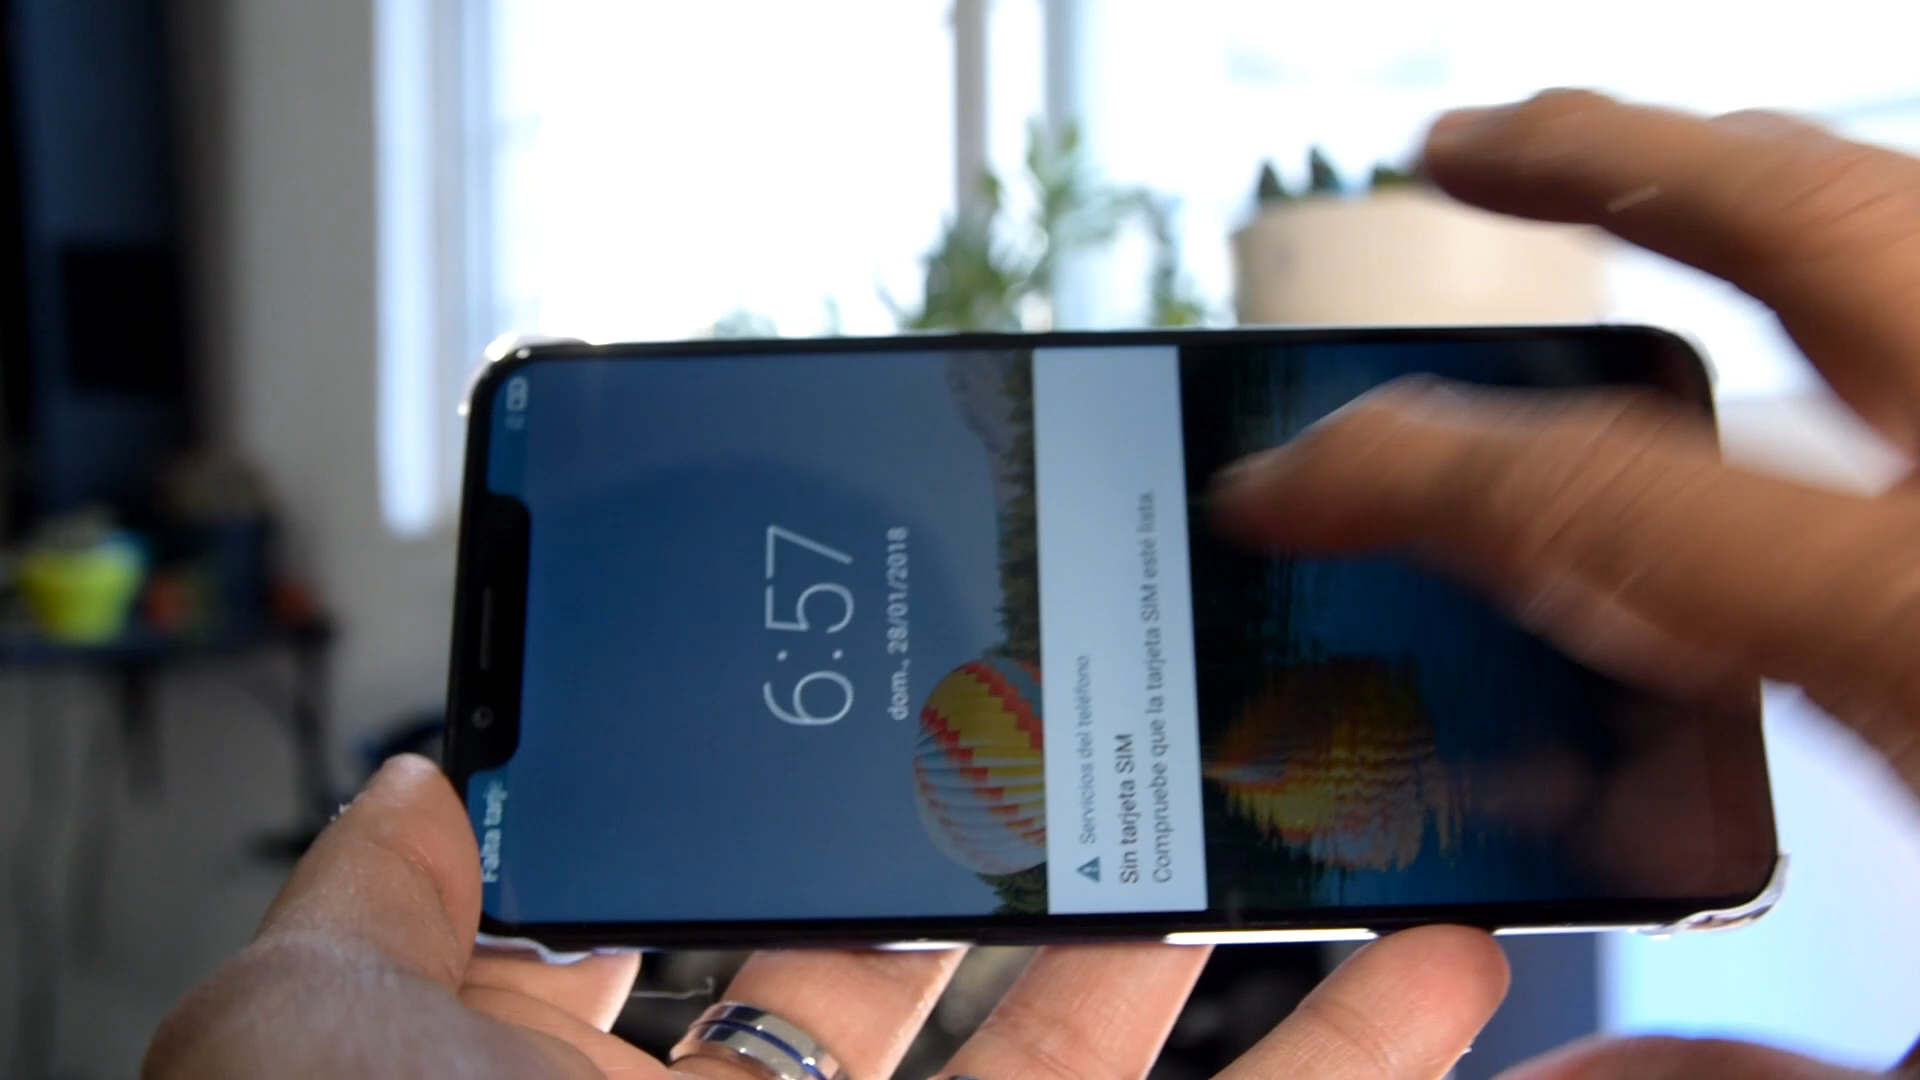 Falta tarje
6:57
dom., 28/01/2018
Servicios del teléfono
Sin tarjeta SIM
Compruebe que la tarjeta SIM esté lista.